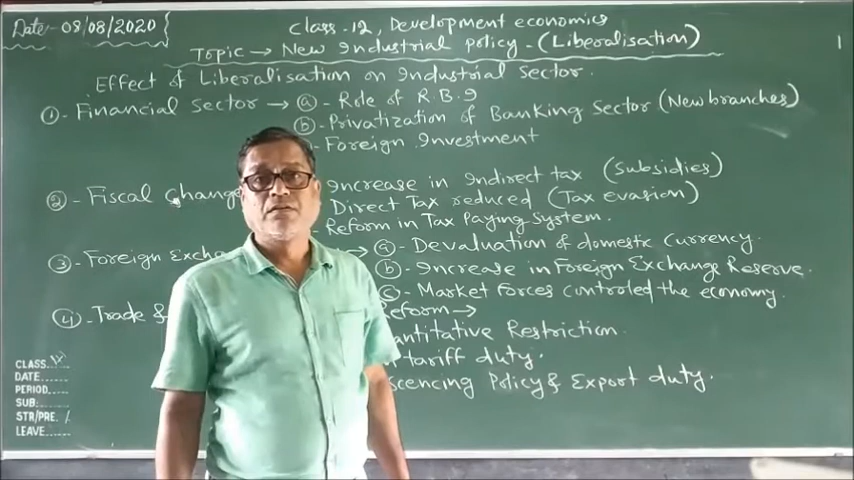 Date - 08/08/2020
Class - 12, Development economics
Topic → New Industrial policy - (Liberalisation)
1
Effect of Liberalisation on Industrial Sector.
① - Financial Sector → ⓐ - Role of R.B.I
ⓑ - Privatization of Banking Sector (New branches)
- Foreign Investment
② - Fiscal Change Increase in Indirect tax (Subsidies)
Direct Tax reduced (Tax evasion)
- Reform in Tax Paying System.
③ - Foreign → ⓐ - Devaluation of domestic currency.
ⓑ - Increase in Foreign Exchange Reserve.
- Market Forces controled the economy.
④ - Trade & Reform →
Restriction
tariff duty.
Policy & Export duty.
CLASS 12
DATE
PERIOD
SUB:
STR/PRE. /
LEAVE